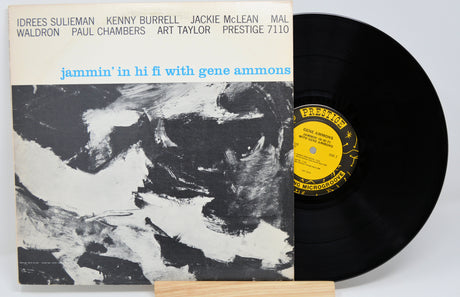 IDREES SULIEMAN KENNY BURRELL JACKIE McLEAN MAL
WALDRON PAUL CHAMBERS ART TAYLOR PRESTIGE 7110
jammin' in hi fi with gene ammons
PRESTIGE
GENE AMMONS
MICROGROOVE